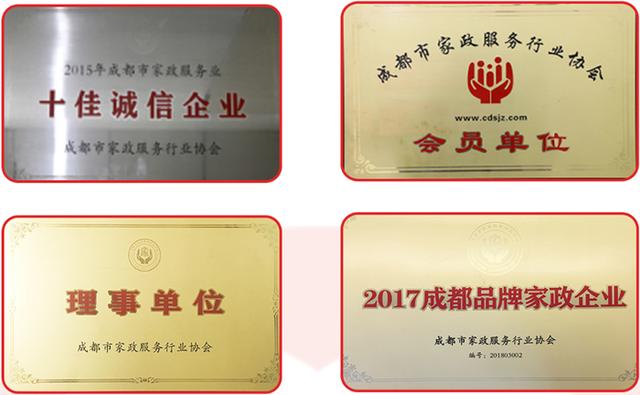 2015年成都市家政服务业
十佳诚信企业
成都市家政服务行业协会
成都市家政服务行业协会
www.cdsjz.com
会员单位
理事单位
成都市家政服务行业协会
2017成都品牌家政企业
成都市家政服务行业协会
编号:201803002